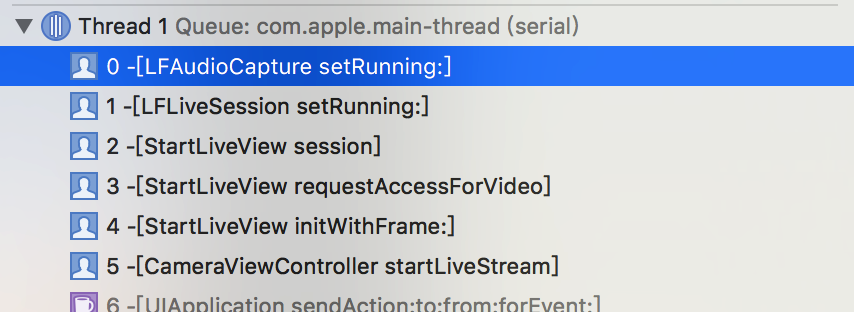 Thread 1 Queue: com.apple.main-thread (serial)
0 -[LFAudioCapture setRunning:]
1 -[LFLiveSession setRunning:]
2 -[StartLiveView session]
3 -[StartLiveView requestAccessForVideo]
4 -[StartLiveView initWithFrame:]
5 -[CameraViewController startLiveStream]
6 -[UIApplication sendAction:to:from:forEvent:]